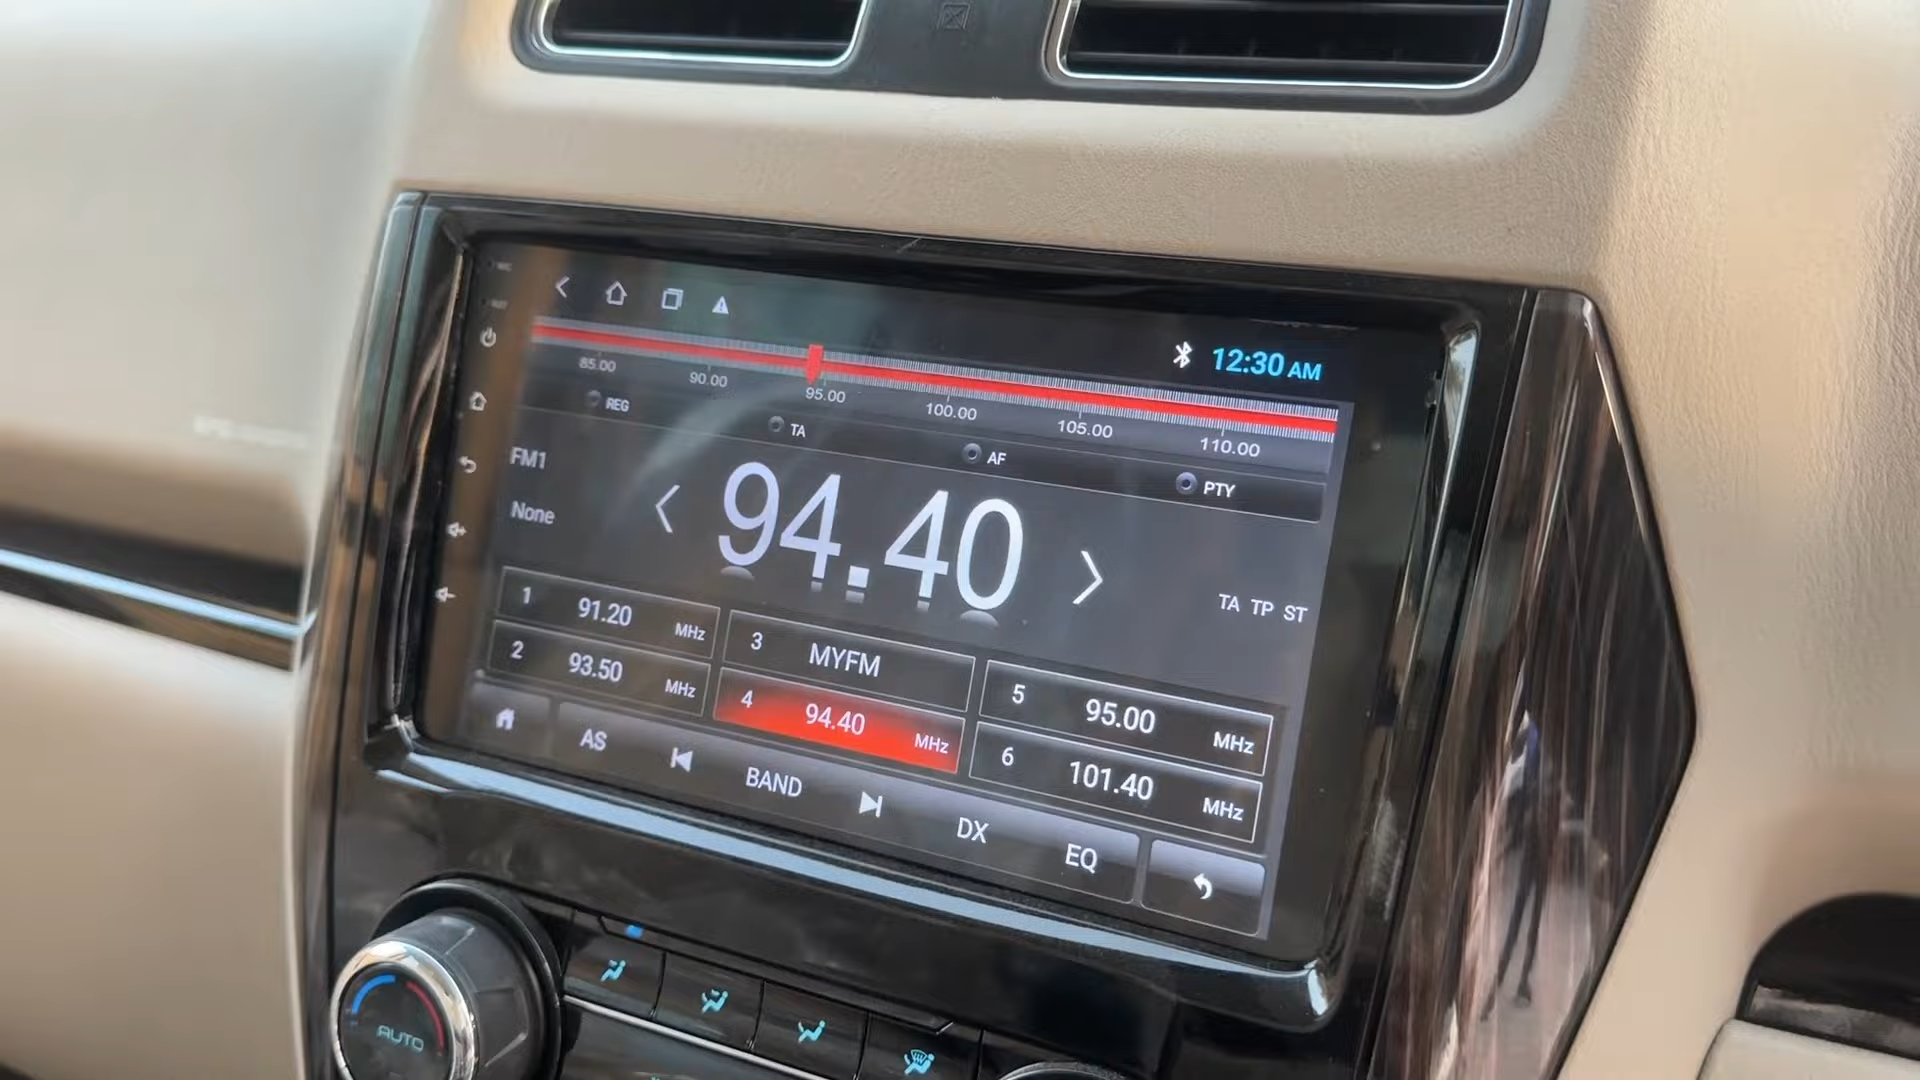 12:30 AM
85.00 90.00 95.00 100.00 105.00 110.00
REG TA AF PTY
FM1
None
94.40
TA TP ST
1 91.20 MHz
2 93.50 MHz
3 MYFM
4 94.40 MHz
5 95.00 MHz
6 101.40 MHz
AS BAND DX EQ
AUTO